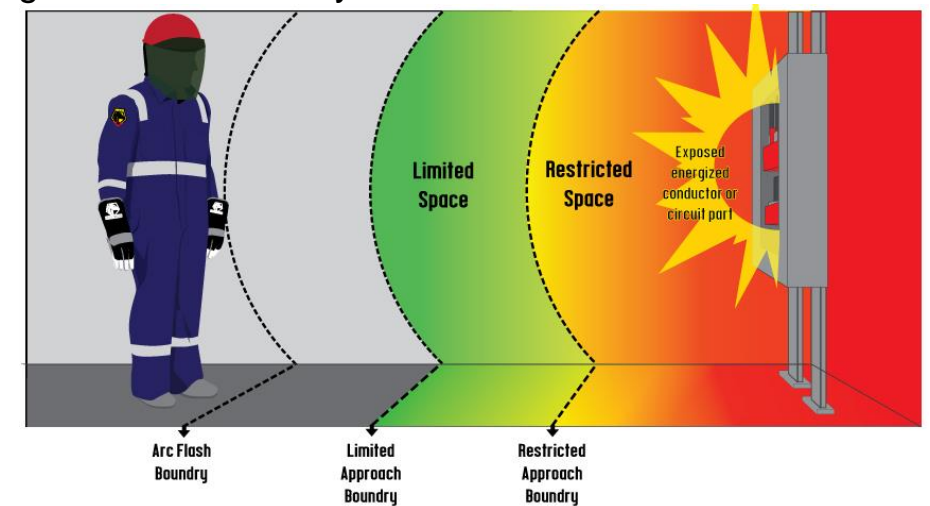 Limited
Space
Restricted
Space
Exposed
energized
conductor or
circuit part
Arc Flash
Boundry
Limited
Approach
Boundry
Restricted
Approach
Boundry